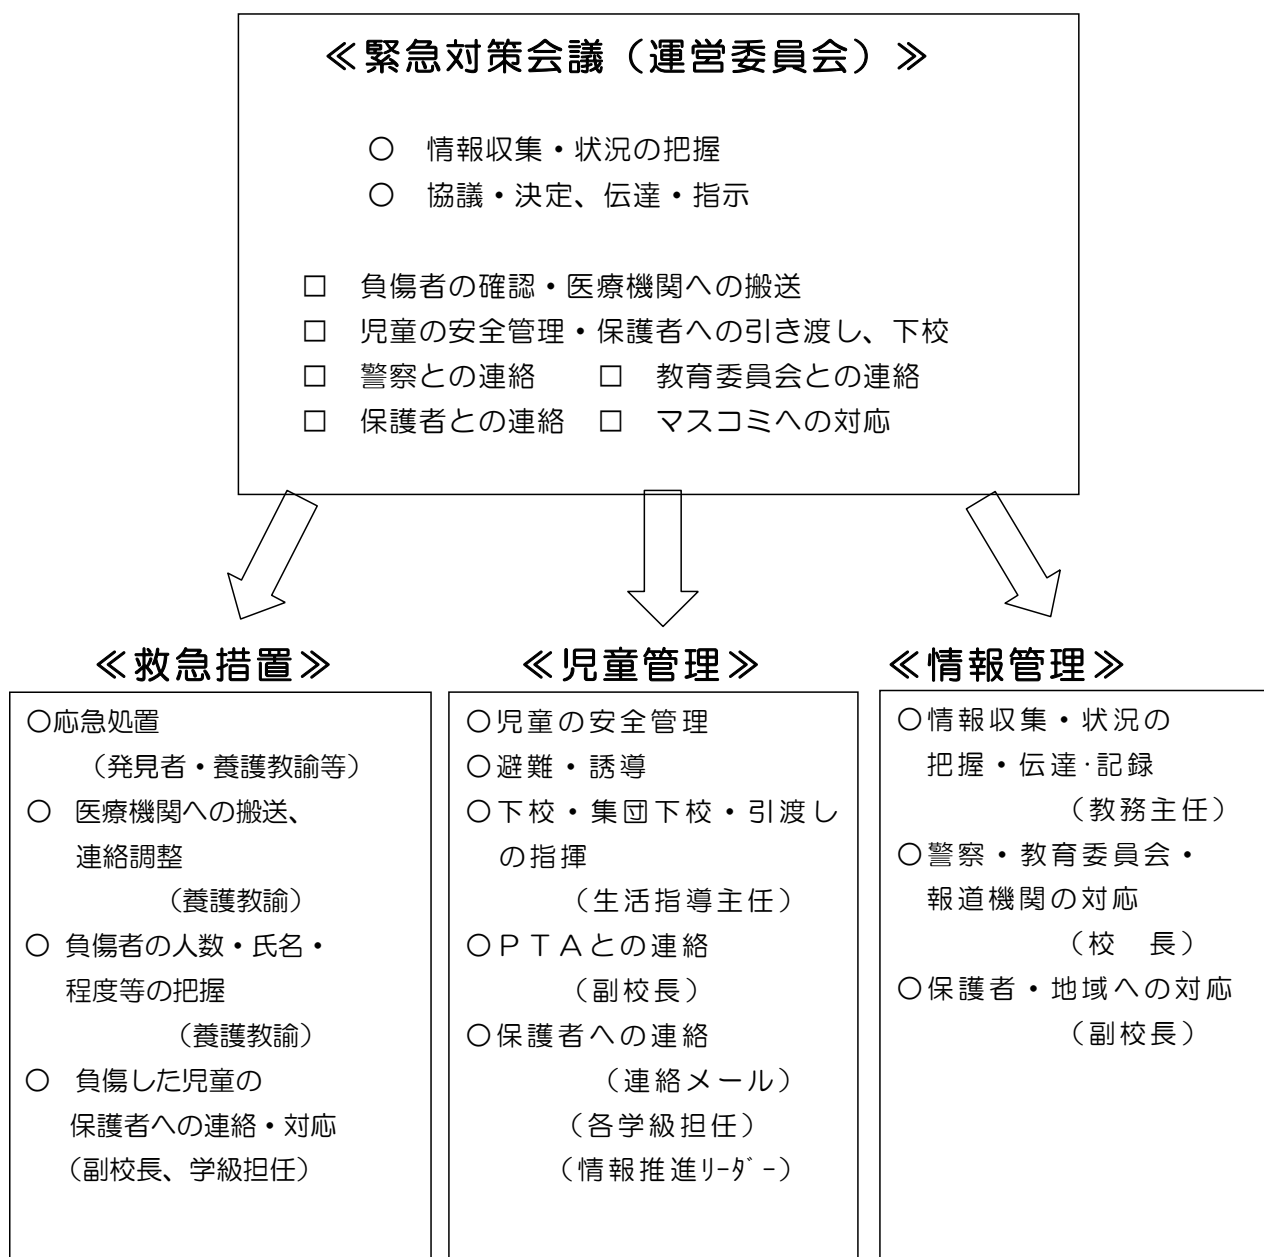 ≪緊急対策会議（運営委員会）≫
○　情報収集・状況の把握
○　協議・決定、伝達・指示
□　負傷者の確認・医療機関への搬送
□　児童の安全管理・保護者への引き渡し、下校
□　警察との連絡　　□　教育委員会との連絡
□　保護者との連絡　□　マスコミへの対応
≪救急措置≫
○応急処置
（発見者・養護教諭等）
○　医療機関への搬送、
連絡調整
（養護教諭）
○ 負傷者の人数・氏名・
程度等の把握
（養護教諭）
○　負傷した児童の
保護者への連絡・対応
（副校長、学級担任）
≪児童管理≫
○児童の安全管理
○避難・誘導
○下校・集団下校・引渡し
の指揮
（生活指導主任）
○ＰＴＡとの連絡
（副校長）
○保護者への連絡
（連絡メール）
（各学級担任）
（情報推進ﾘｰﾀﾞｰ）
≪情報管理≫
○情報収集・状況の
把握・伝達･記録
（教務主任）
○警察・教育委員会・
報道機関の対応
（校　長）
○保護者・地域への対応
（副校長）